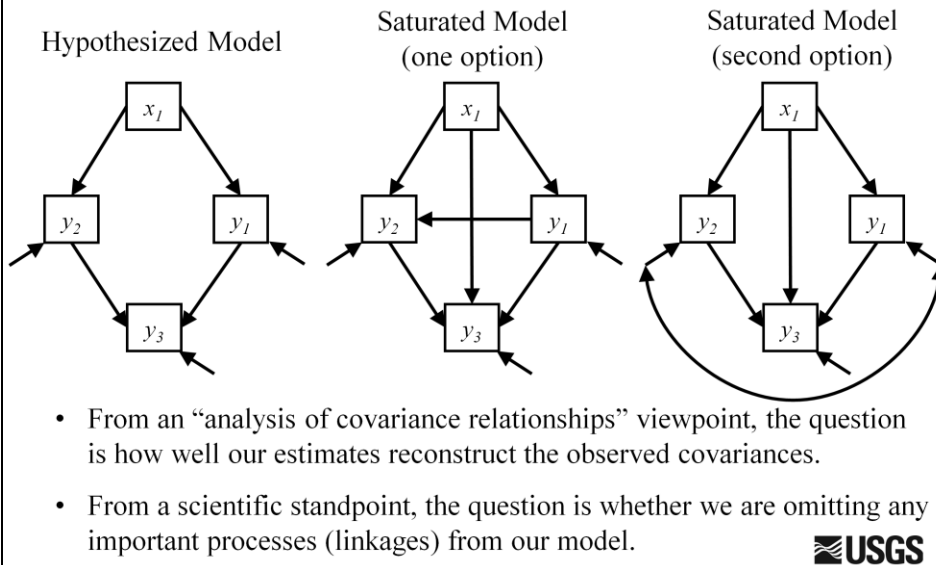 Hypothesized Model
Saturated Model
(one option)
Saturated Model
(second option)
x1
y2
y1
y3
x1
y2
y1
y3
x1
y2
y1
y3
• From an “analysis of covariance relationships” viewpoint, the question
is how well our estimates reconstruct the observed covariances.
• From a scientific standpoint, the question is whether we are omitting any
important processes (linkages) from our model.
USGS